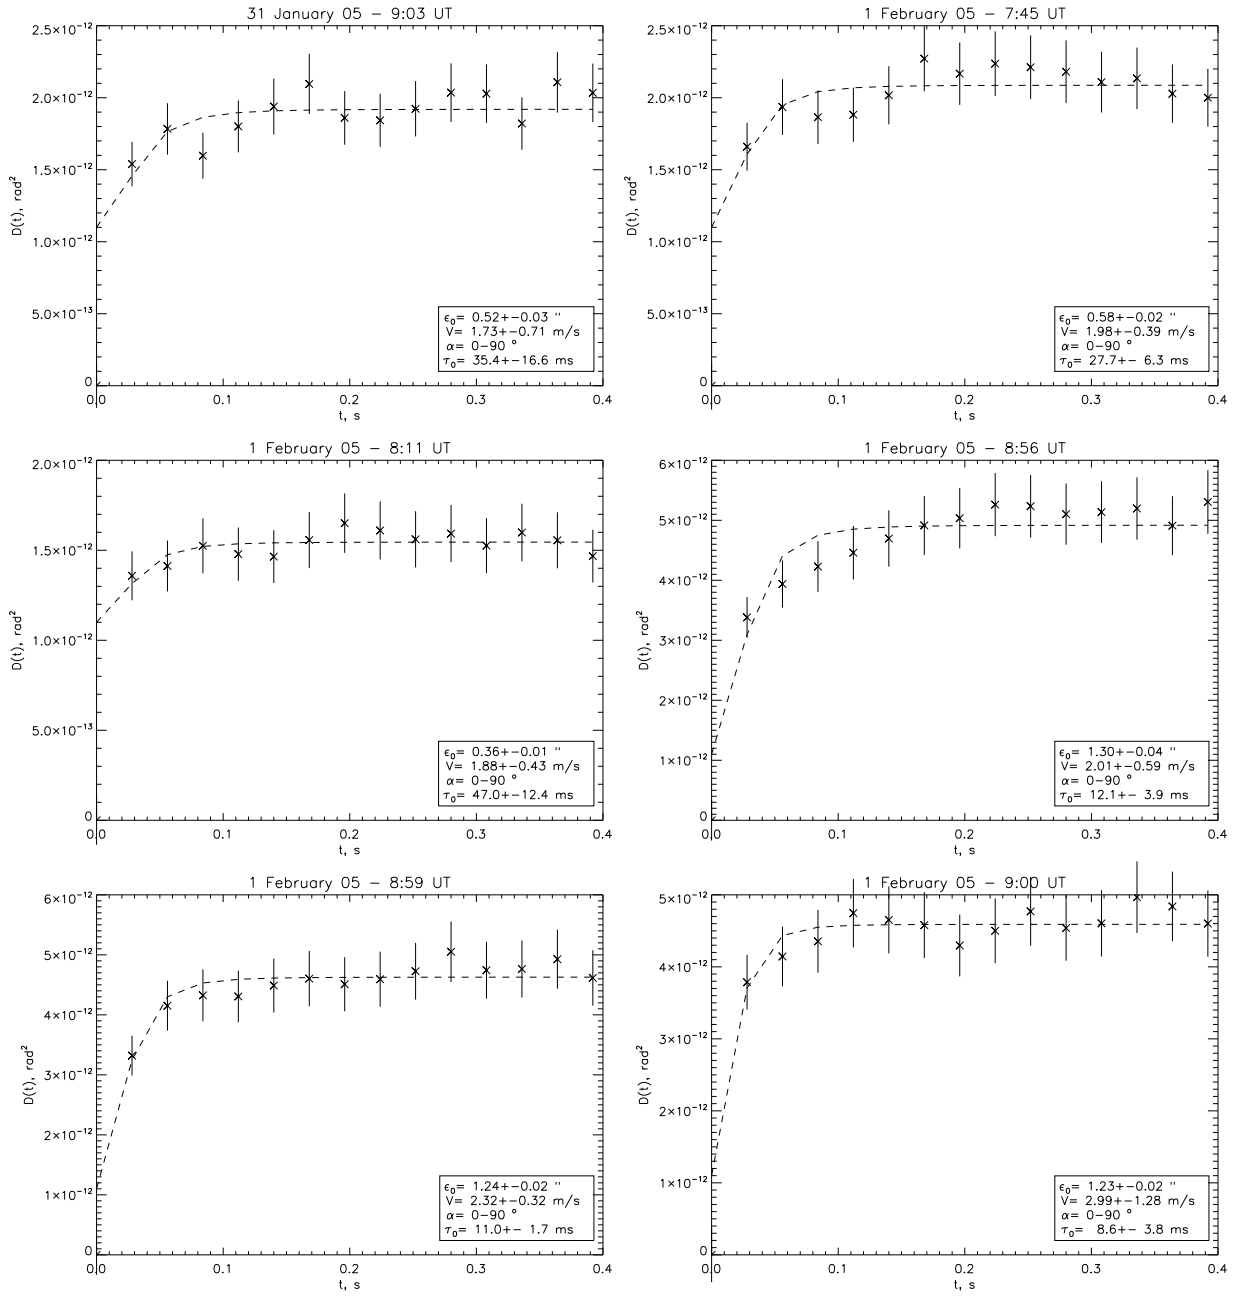 31 January 05 − 9:03 UT
2.5×10⁻¹²
2.0×10⁻¹²
1.5×10⁻¹²
1.0×10⁻¹²
5.0×10⁻¹³
0
D(t), rad²
ϵ₀= 0.52+−0.03 "
V= 1.73+−0.71 m/s
α= 0−90 °
τ₀= 35.4+−16.6 ms
0.0 0.1 0.2 0.3 0.4
t, s
1 February 05 − 7:45 UT
2.5×10⁻¹²
2.0×10⁻¹²
1.5×10⁻¹²
1.0×10⁻¹²
5.0×10⁻¹³
0
D(t), rad²
ϵ₀= 0.58+−0.02 "
V= 1.98+−0.39 m/s
α= 0−90 °
τ₀= 27.7+− 6.3 ms
0.0 0.1 0.2 0.3 0.4
t, s
1 February 05 − 8:11 UT
2.0×10⁻¹²
1.5×10⁻¹²
1.0×10⁻¹²
5.0×10⁻¹³
0
D(t), rad²
ϵ₀= 0.36+−0.01 "
V= 1.88+−0.43 m/s
α= 0−90 °
τ₀= 47.0+−12.4 ms
0.0 0.1 0.2 0.3 0.4
t, s
1 February 05 − 8:56 UT
6×10⁻¹²
5×10⁻¹²
4×10⁻¹²
3×10⁻¹²
2×10⁻¹²
1×10⁻¹²
0
D(t), rad²
ϵ₀= 1.30+−0.04 "
V= 2.01+−0.59 m/s
α= 0−90 °
τ₀= 12.1+− 3.9 ms
0.0 0.1 0.2 0.3 0.4
t, s
1 February 05 − 8:59 UT
6×10⁻¹²
5×10⁻¹²
4×10⁻¹²
3×10⁻¹²
2×10⁻¹²
1×10⁻¹²
0
D(t), rad²
ϵ₀= 1.24+−0.02 "
V= 2.32+−0.32 m/s
α= 0−90 °
τ₀= 11.0+− 1.7 ms
0.0 0.1 0.2 0.3 0.4
t, s
1 February 05 − 9:00 UT
5×10⁻¹²
4×10⁻¹²
3×10⁻¹²
2×10⁻¹²
1×10⁻¹²
0
D(t), rad²
ϵ₀= 1.23+−0.02 "
V= 2.99+−1.28 m/s
α= 0−90 °
τ₀= 8.6+− 3.8 ms
0.0 0.1 0.2 0.3 0.4
t, s